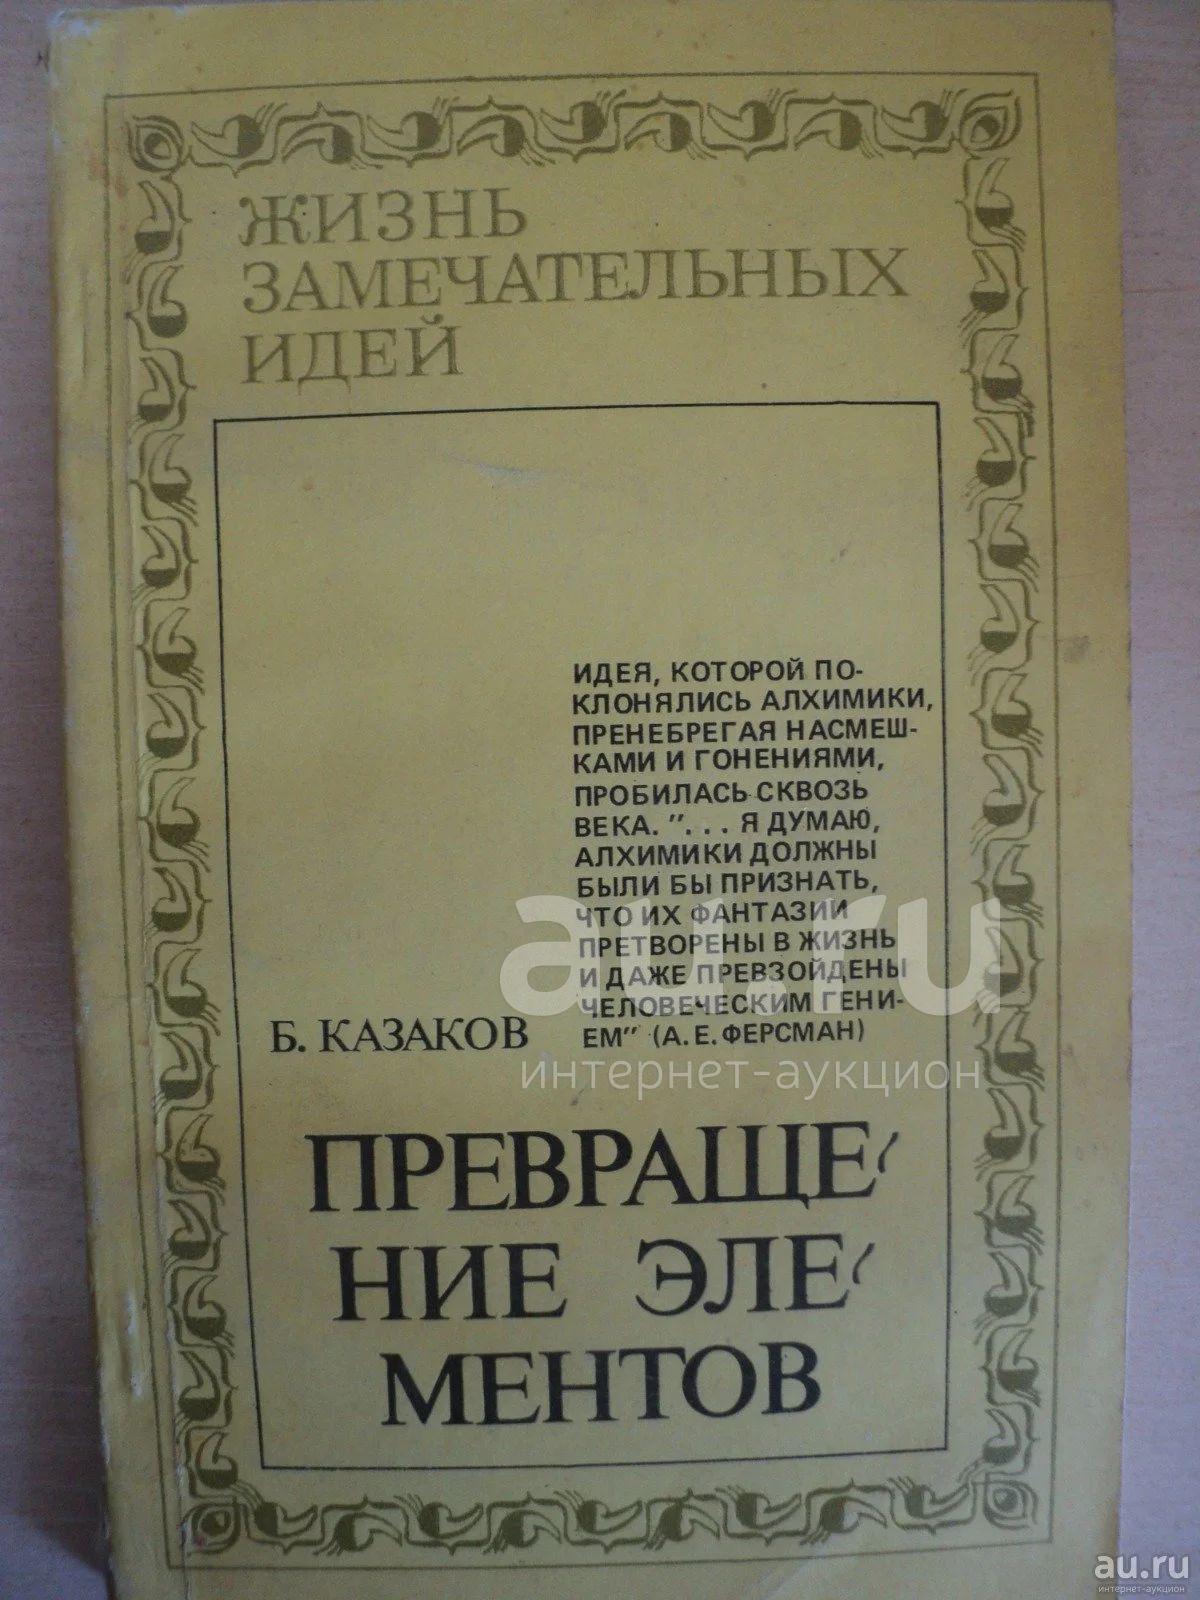 ЖИЗНЬ
ЗАМЕЧАТЕЛЬНЫХ
ИДЕЙ
ИДЕЯ, КОТОРОЙ ПО-
КЛОНЯЛИСЬ АЛХИМИКИ,
ПРЕНЕБРЕГАЯ НАСМЕШ-
КАМИ И ГОНЕНИЯМИ,
ПРОБИЛАСЬ СКВОЗЬ
ВЕКА. "... Я ДУМАЮ,
АЛХИМИКИ ДОЛЖНЫ
БЫЛИ БЫ ПРИЗНАТЬ,
ЧТО ИХ ФАНТАЗИИ
ПРЕТВОРЕНЫ В ЖИЗНЬ
И ДАЖЕ ПРЕВЗОЙДЕНЫ
ЧЕЛОВЕЧЕСКИМ ГЕНИ-
ЕМ" (А.Е.ФЕРСМАН)
Б. КАЗАКОВ
ПРЕВРАЩЕ-
НИЕ ЭЛЕ-
МЕНТОВ
au.ru
интернет-аукцион
au.ru
интернет-аукцион